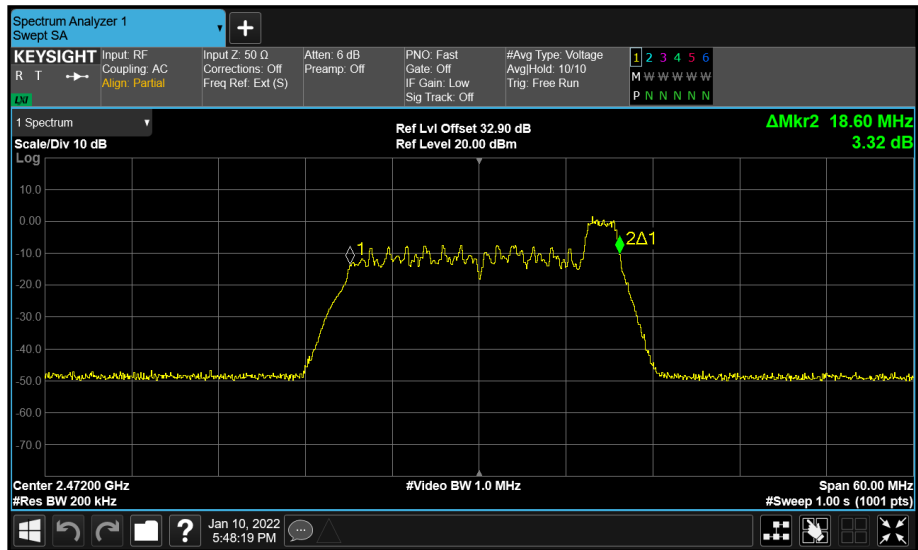 Spectrum Analyzer 1
Swept SA
+
KEYSIGHT
R T
LXI
Input: RF
Coupling: AC
Align: Partial
Input Z: 50 Ω
Corrections: Off
Freq Ref: Ext (S)
Atten: 6 dB
Preamp: Off
PNO: Fast
Gate: Off
IF Gain: Low
Sig Track: Off
#Avg Type: Voltage
Avg|Hold: 10/10
Trig: Free Run
1 2 3 4 5 6
M W W W W W
P N N N N N
1 Spectrum
Scale/Div 10 dB
Ref Lvl Offset 32.90 dB
Ref Level 20.00 dBm
ΔMkr2 18.60 MHz
3.32 dB
Log
10.0
0.00
-10.0
-20.0
-30.0
-40.0
-50.0
-60.0
-70.0
1
2Δ1
Center 2.47200 GHz
#Res BW 200 kHz
#Video BW 1.0 MHz
Span 60.00 MHz
#Sweep 1.00 s (1001 pts)
?
Jan 10, 2022
5:48:19 PM